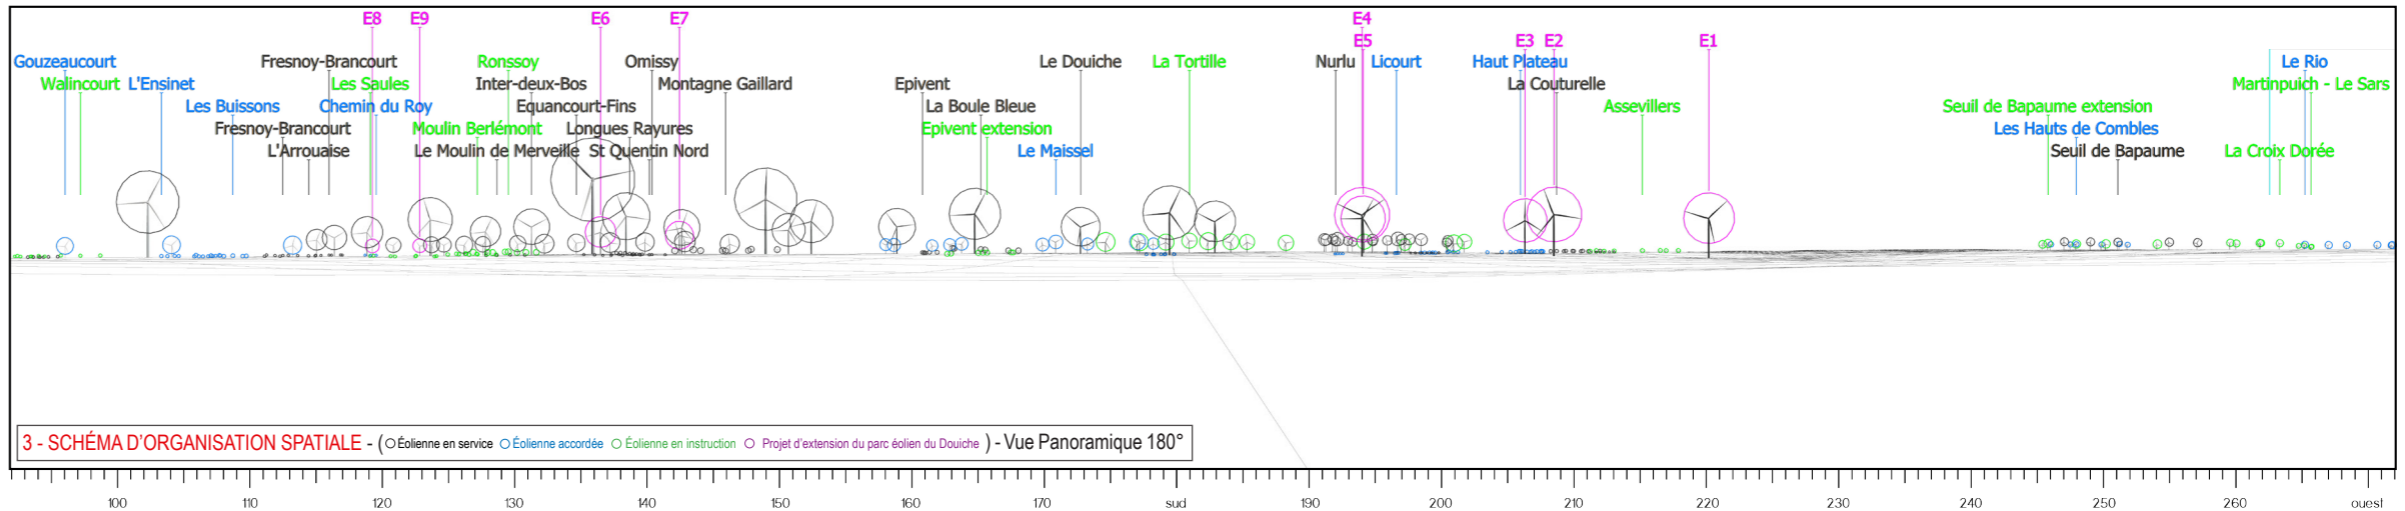 E8 E9 E6 E7 E4
E5 E3 E2 E1
Gouzeaucourt Fresnoy-Brancourt Ronssoy Omissy Le Douiche La Tortille Nurlu Licourt Haut Plateau Le Rio
Walincourt L'Ensinet Les Saules Inter-deux-Bos Montagne Gaillard Epivent La Couturelle Martinpuich - Le Sars
Les Buissons Chemin du Roy Equancourt-Fins La Boule Bleue Assevillers Seuil de Bapaume extension
Fresnoy-Brancourt Moulin Berlémont Longues Rayures Epivent extension Les Hauts de Combles
L'Arrouaise Le Moulin de Merveille St Quentin Nord Le Maissel Seuil de Bapaume La Croix Dorée
3 - SCHÉMA D'ORGANISATION SPATIALE - ( Éolienne en service Éolienne accordée Éolienne en instruction Projet d'extension du parc éolien du Douiche ) - Vue Panoramique 180°
100 110 120 130 140 150 160 170 sud 190 200 210 220 230 240 250 260 ouest